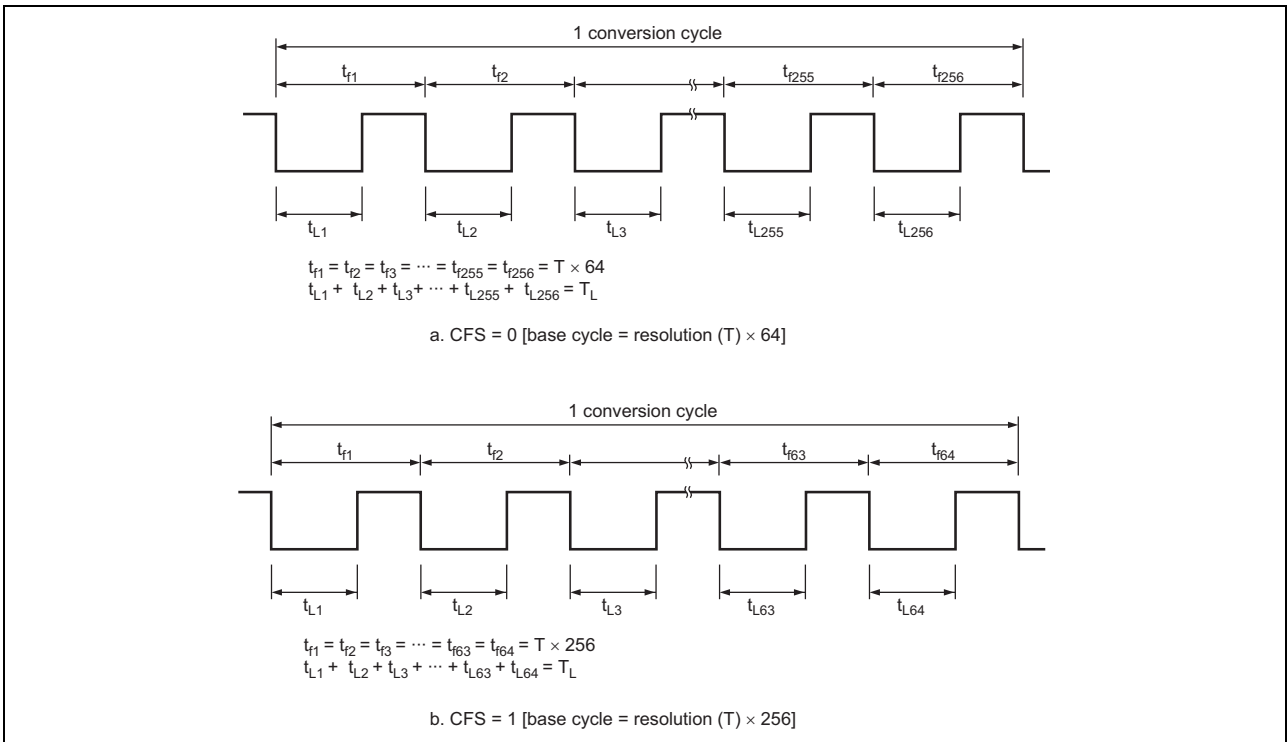 1 conversion cycle
tf1 tf2 tf255 tf256
tL1 tL2 tL3 tL255 tL256
tf1 = tf2 = tf3 = ··· = tf255 = tf256 = T × 64
tL1 + tL2 + tL3+ ··· + tL255 + tL256 = TL
a. CFS = 0 [base cycle = resolution (T) × 64]
1 conversion cycle
tf1 tf2 tf63 tf64
tL1 tL2 tL3 tL63 tL64
tf1 = tf2 = tf3 = ··· = tf63 = tf64 = T × 256
tL1 + tL2 + tL3 + ··· + tL63 + tL64 = TL
b. CFS = 1 [base cycle = resolution (T) × 256]